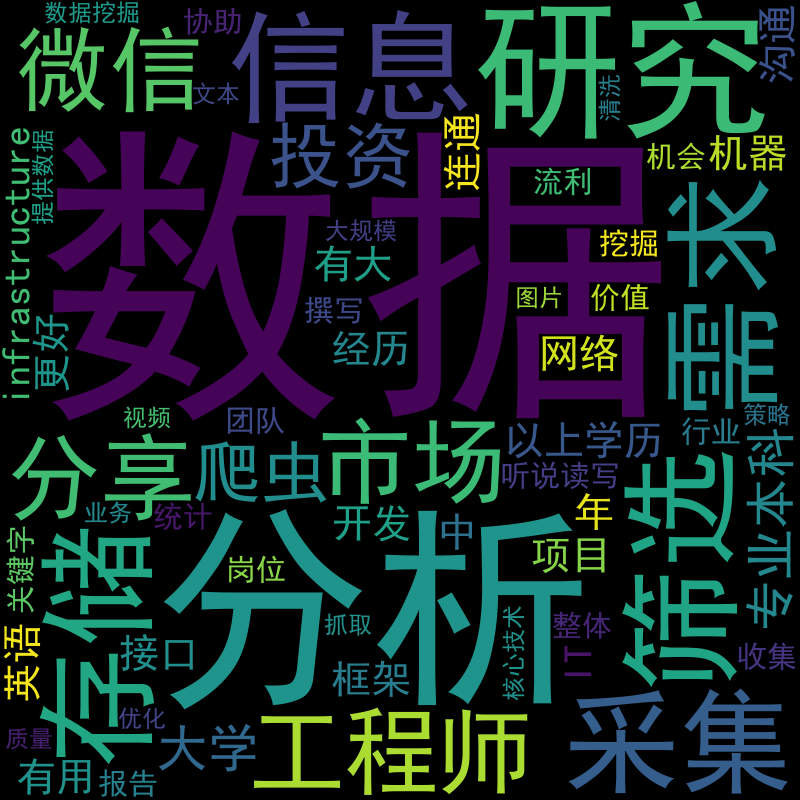 数据挖掘
协助
微信
信息
研究
沟通
文本
清洗
投资
连通
机会
机器
infrastructure
提供数据
数据
流利
需求
大规模
有大
挖掘
撰写
图片
价值
更好
经历
网络
视频
团队
策略
分享
爬虫
市场
以上学历
行业
听说读写
专业本科
业务
统计
开发
中
年
筛选
关键字
存储
分析
项目
岗位
抓取
核心技术
整体
英语
接口
框架
IT
收集
质量
优化
大学
工程师
采集
有用
报告